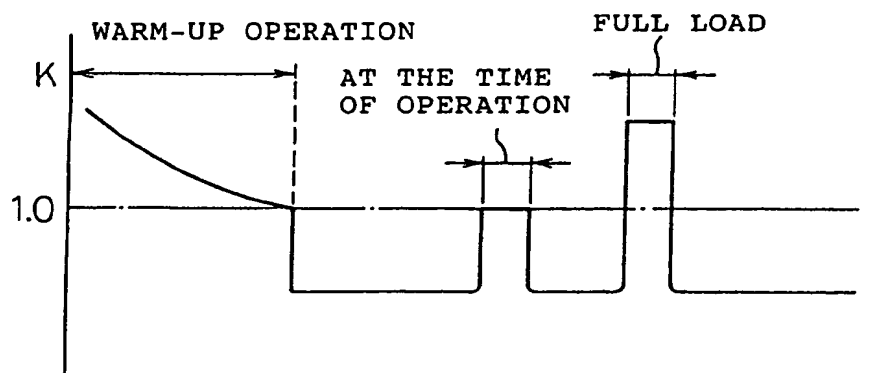 WARM-UP OPERATION
FULL LOAD
K
AT THE TIME
OF OPERATION
1.0